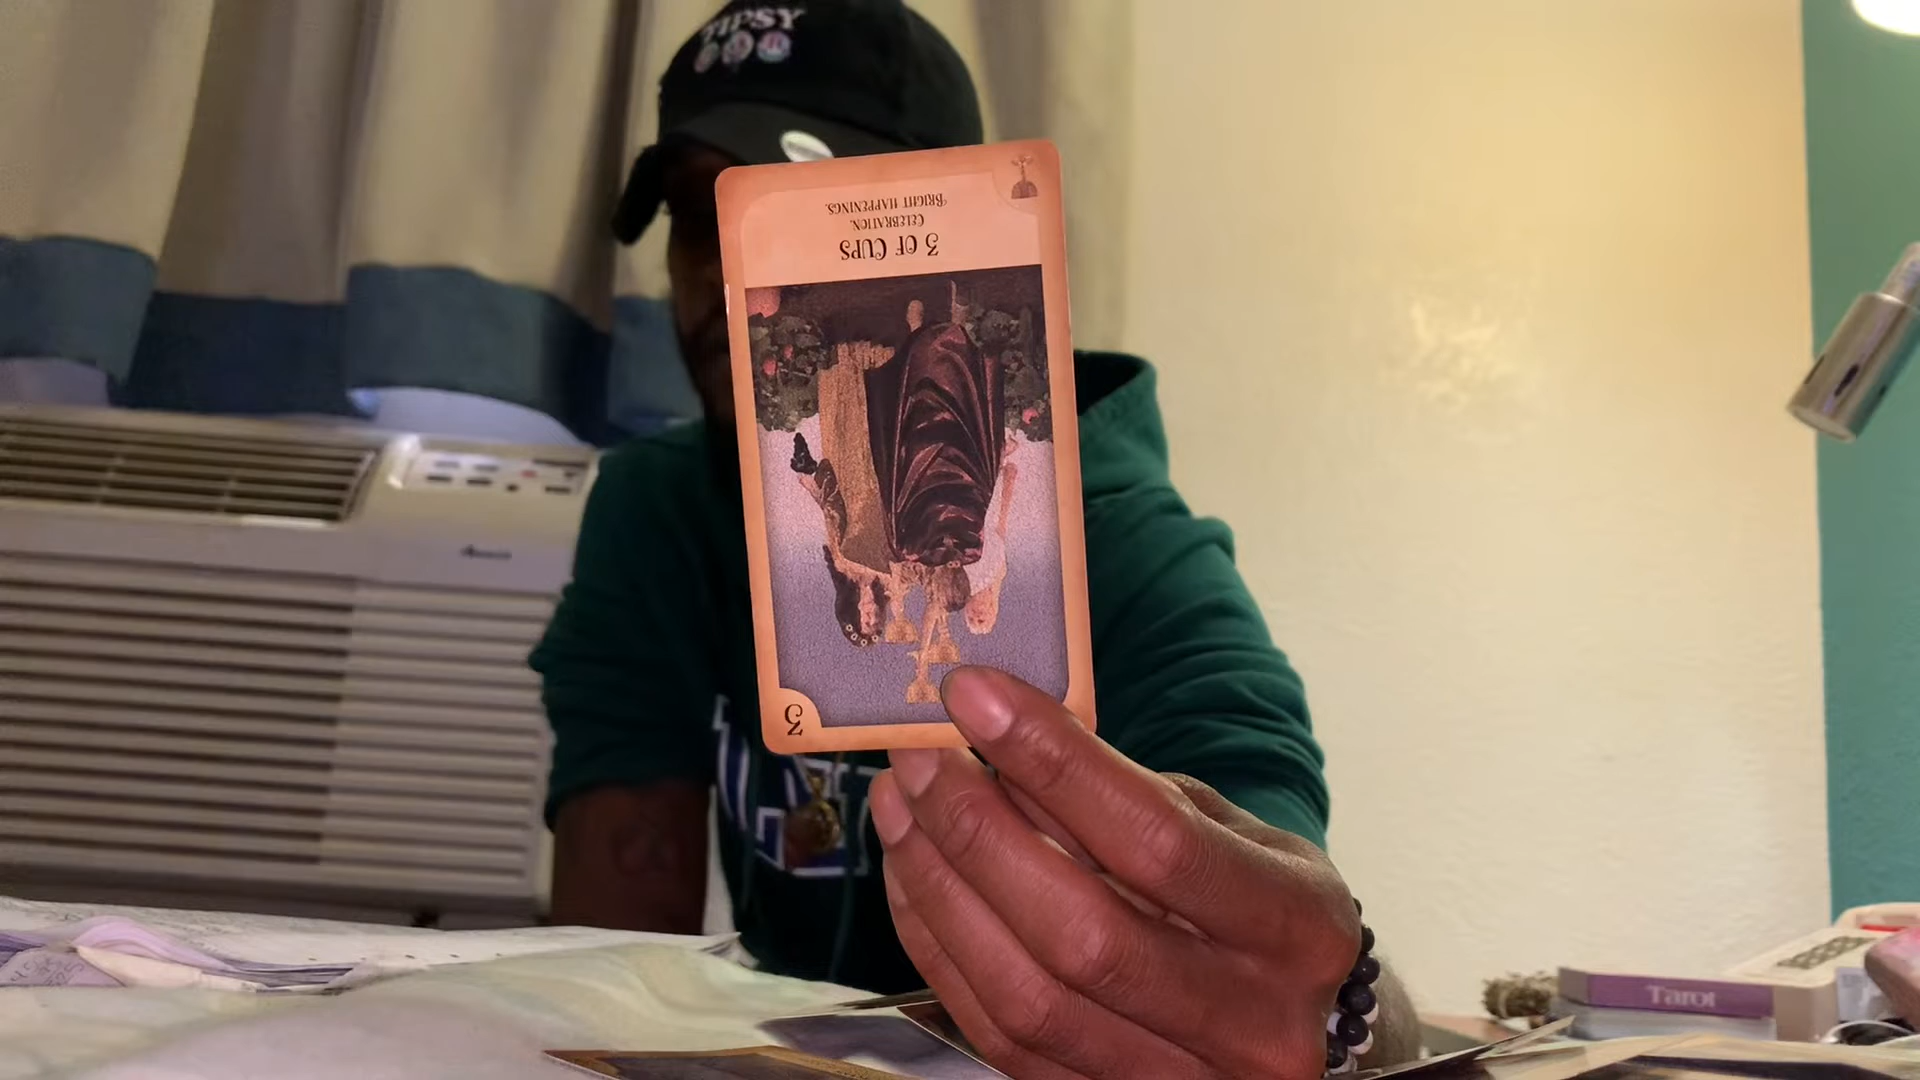 TIPSY
3 OF CUPS
CELEBRATION.
BRIGHT HAPPENINGS.
3
Tarot